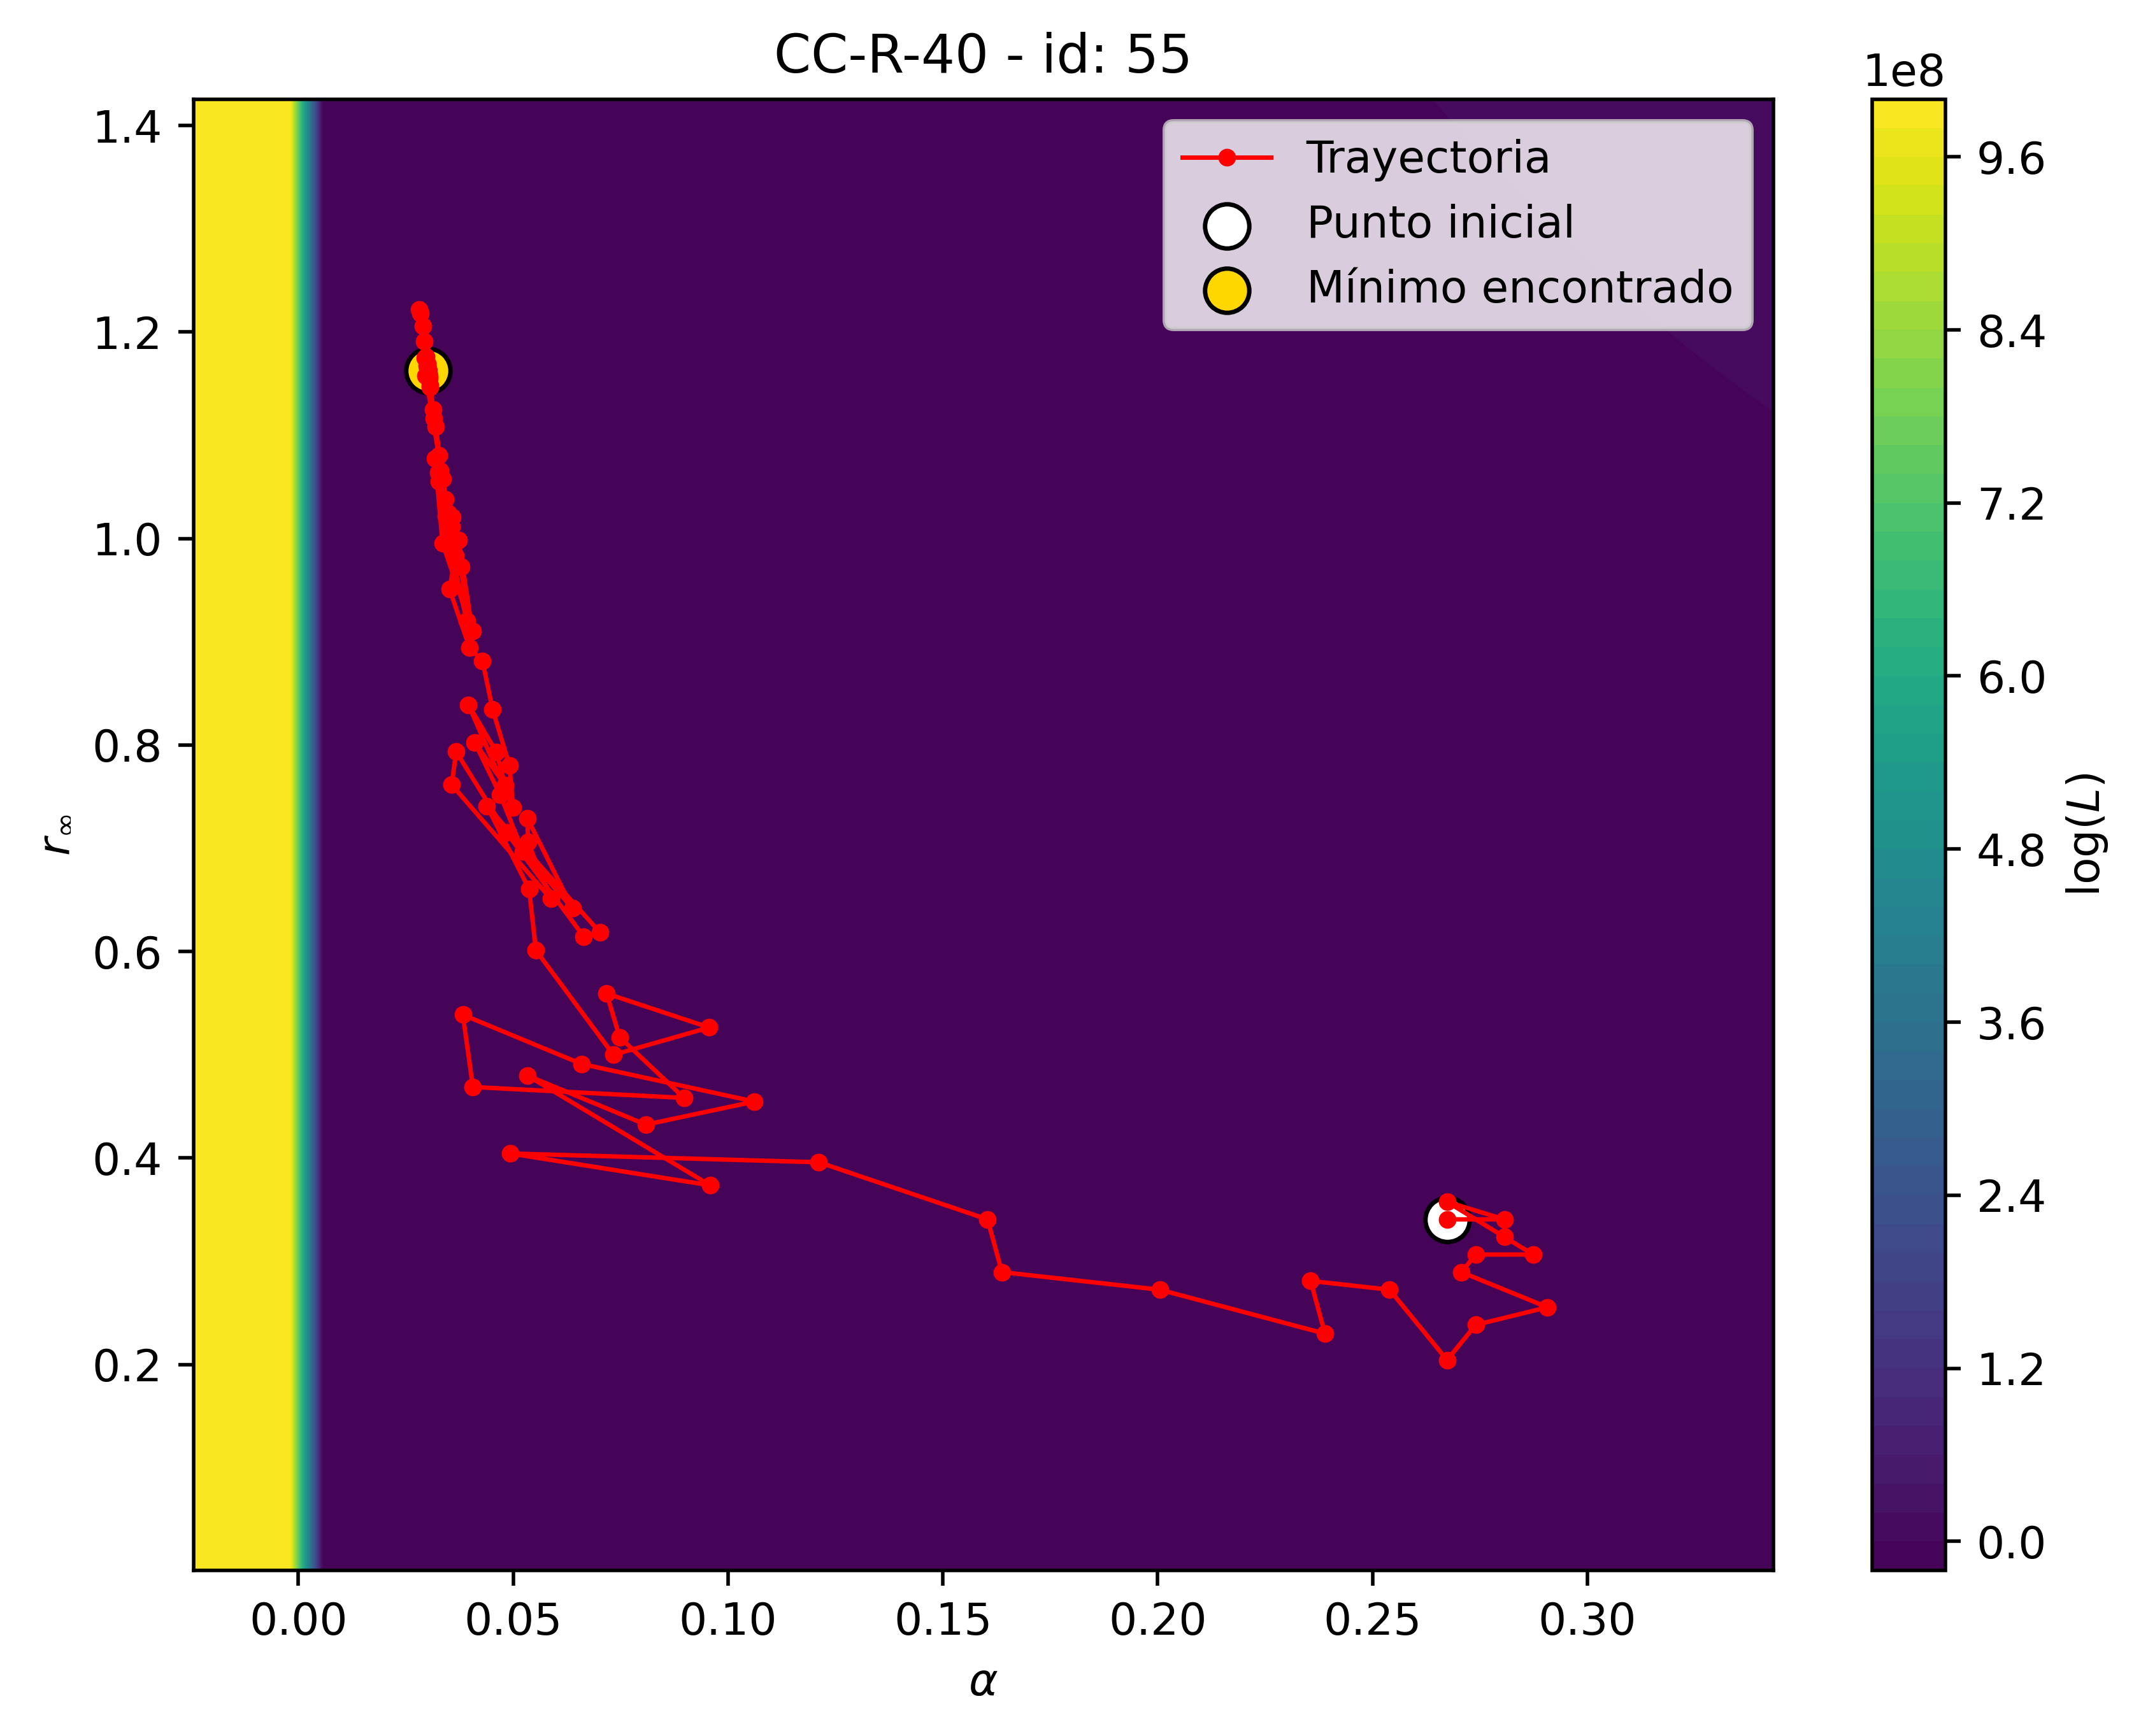 CC-R-40 - id: 55
1e8
Trayectoria
Punto inicial
Mínimo encontrado
1.4
1.2
1.0
0.8
0.6
0.4
0.2
r∞
0.00 0.05 0.10 0.15 0.20 0.25 0.30
α
9.6
8.4
7.2
6.0
4.8
3.6
2.4
1.2
0.0
log(L)